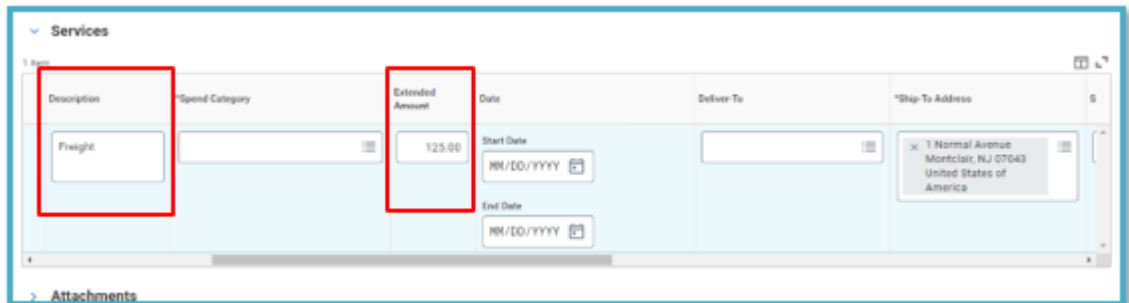 Services
1 item
Description
*Spend Category
Extended
Amount
Date
Deliver-To
*Ship-To Address
S
Freight
125.00
Start Date
MM/DD/YYYY
End Date
MM/DD/YYYY
× 1 Normal Avenue
Montclair, NJ 07043
United States of
America
Attachments